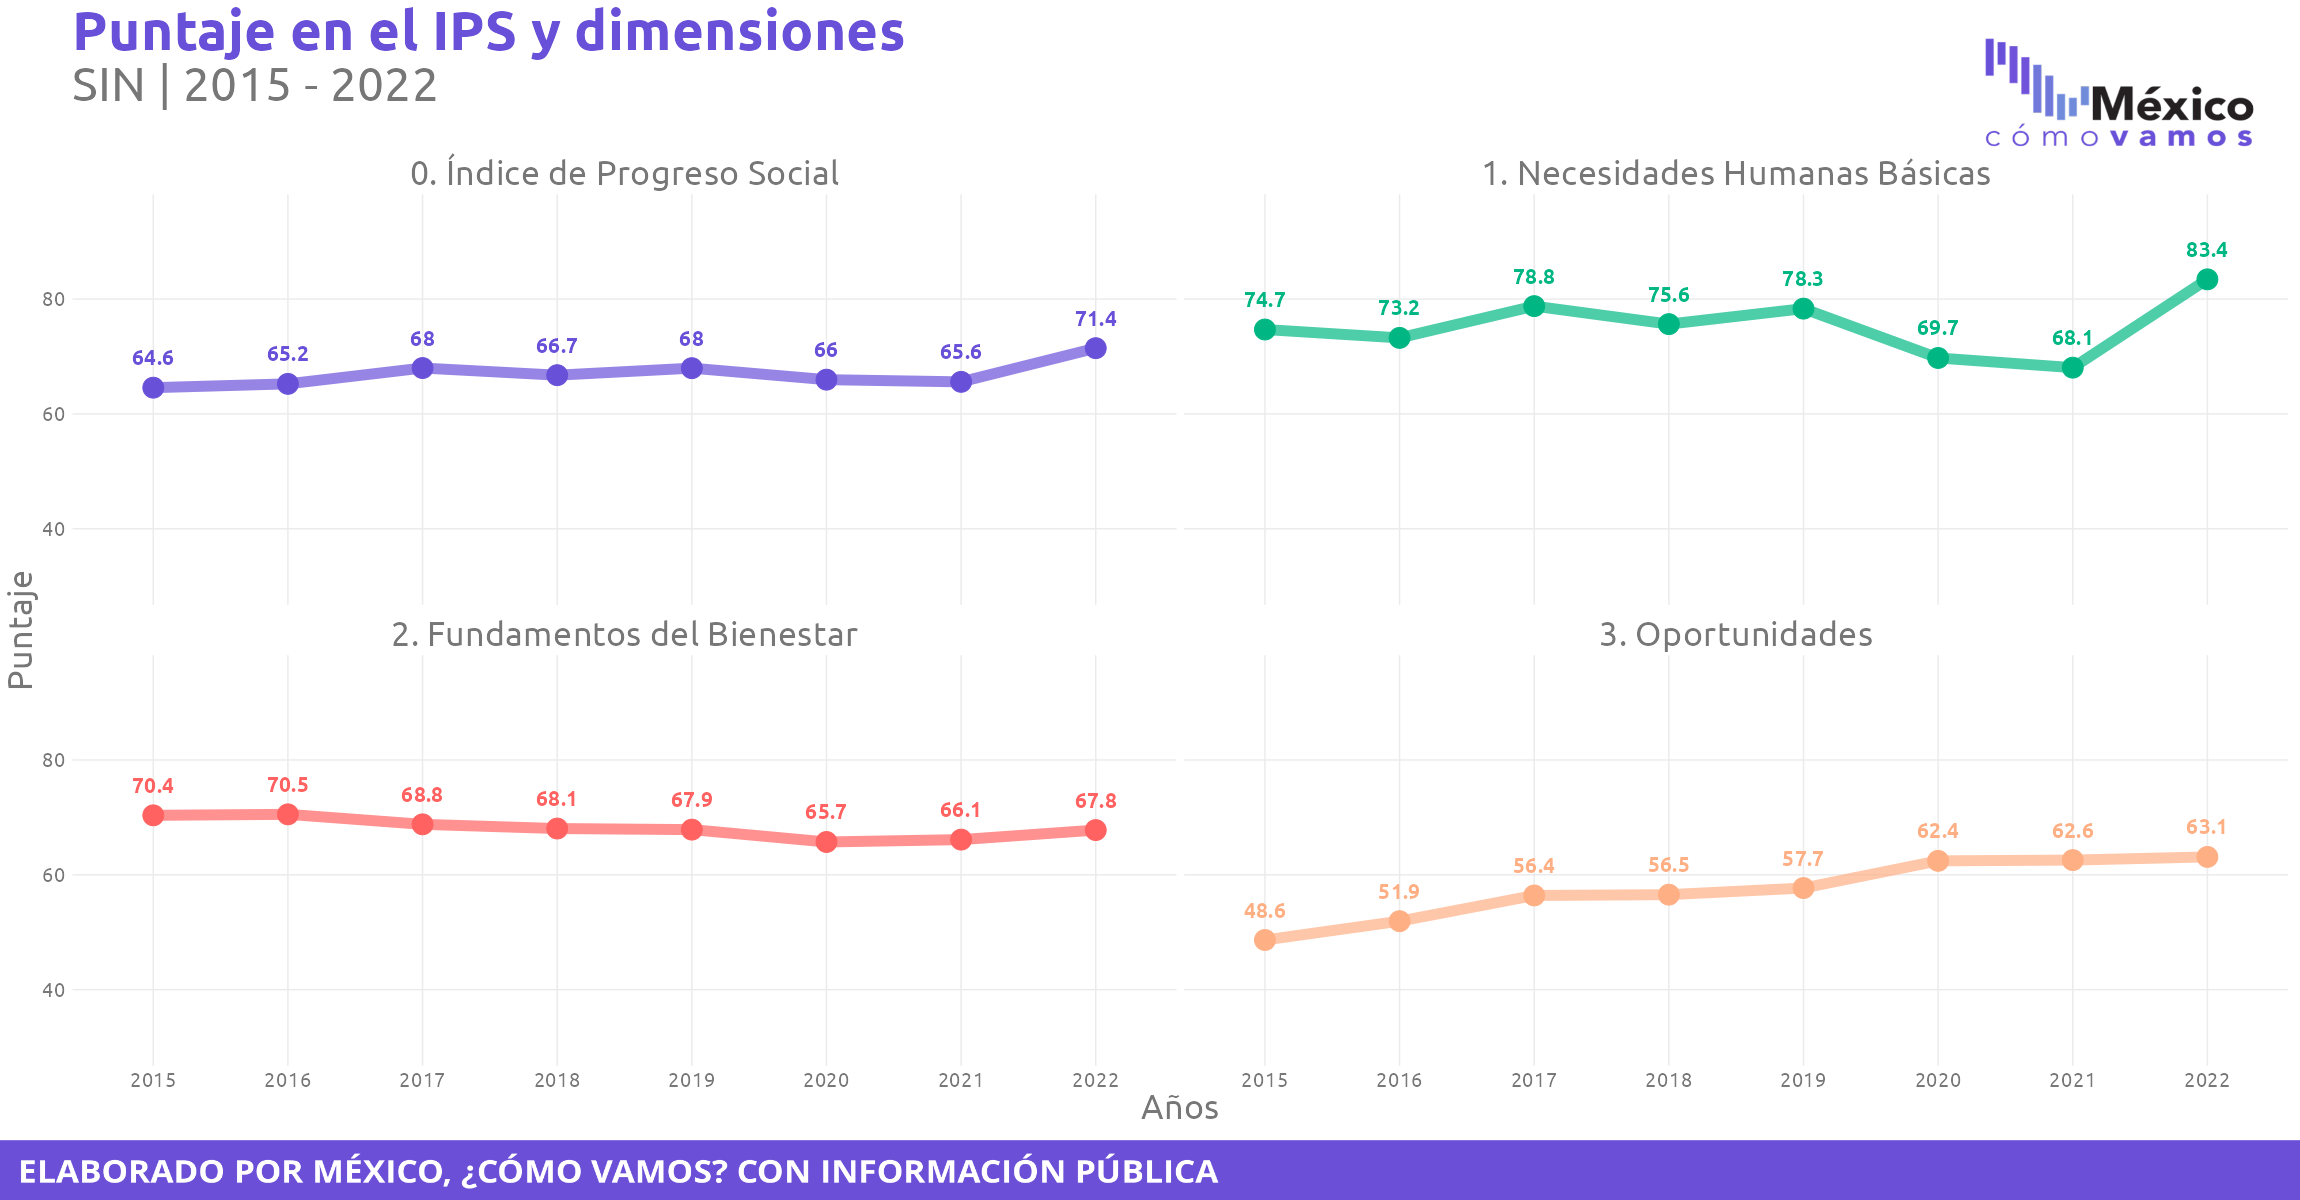 Puntaje en el IPS y dimensiones
SIN | 2015 - 2022
México
cómovamos
0. Índice de Progreso Social
1. Necesidades Humanas Básicas
80
60
40
64.6
65.2
68
66.7
68
66
65.6
71.4
74.7
73.2
78.8
75.6
78.3
69.7
68.1
83.4
Puntaje
2. Fundamentos del Bienestar
3. Oportunidades
80
60
40
70.4
70.5
68.8
68.1
67.9
65.7
66.1
67.8
48.6
51.9
56.4
56.5
57.7
62.4
62.6
63.1
2015 2016 2017 2018 2019 2020 2021 2022
2015 2016 2017 2018 2019 2020 2021 2022
Años
ELABORADO POR MÉXICO, ¿CÓMO VAMOS? CON INFORMACIÓN PÚBLICA